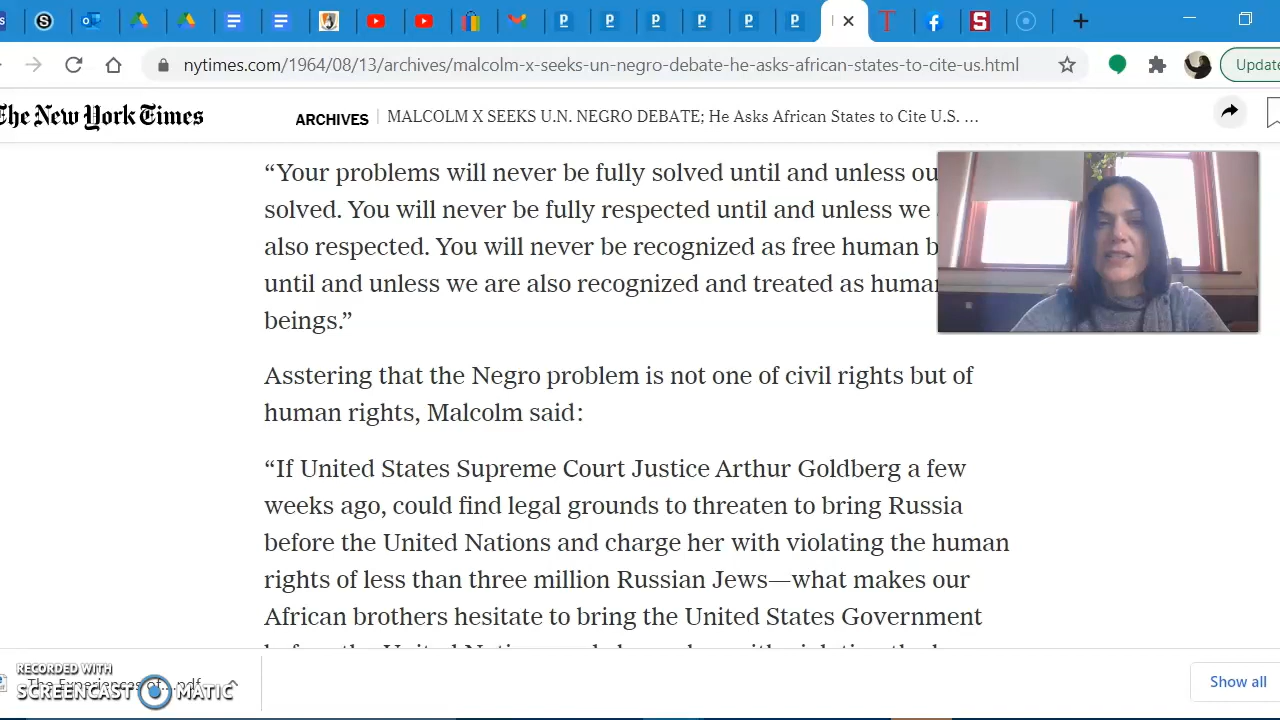 nytimes.com/1964/08/13/archives/malcolm-x-seeks-un-negro-debate-he-asks-african-states-to-cite-us.html
Update
The New York Times
ARCHIVES
MALCOLM X SEEKS U.N. NEGRO DEBATE; He Asks African States to Cite U.S. ...
“Your problems will never be fully solved until and unless
solved. You will never be fully respected until and unless we
also respected. You will never be recognized as free human
until and unless we are also recognized and treated as human
beings.”
Asstering that the Negro problem is not one of civil rights but of
human rights, Malcolm said:
“If United States Supreme Court Justice Arthur Goldberg a few
weeks ago, could find legal grounds to threaten to bring Russia
before the United Nations and charge her with violating the human
rights of less than three million Russian Jews—what makes our
African brothers hesitate to bring the United States Government
RECORDED WITH
SCREENCAST MATIC
The Experiences of....pdf
Show all